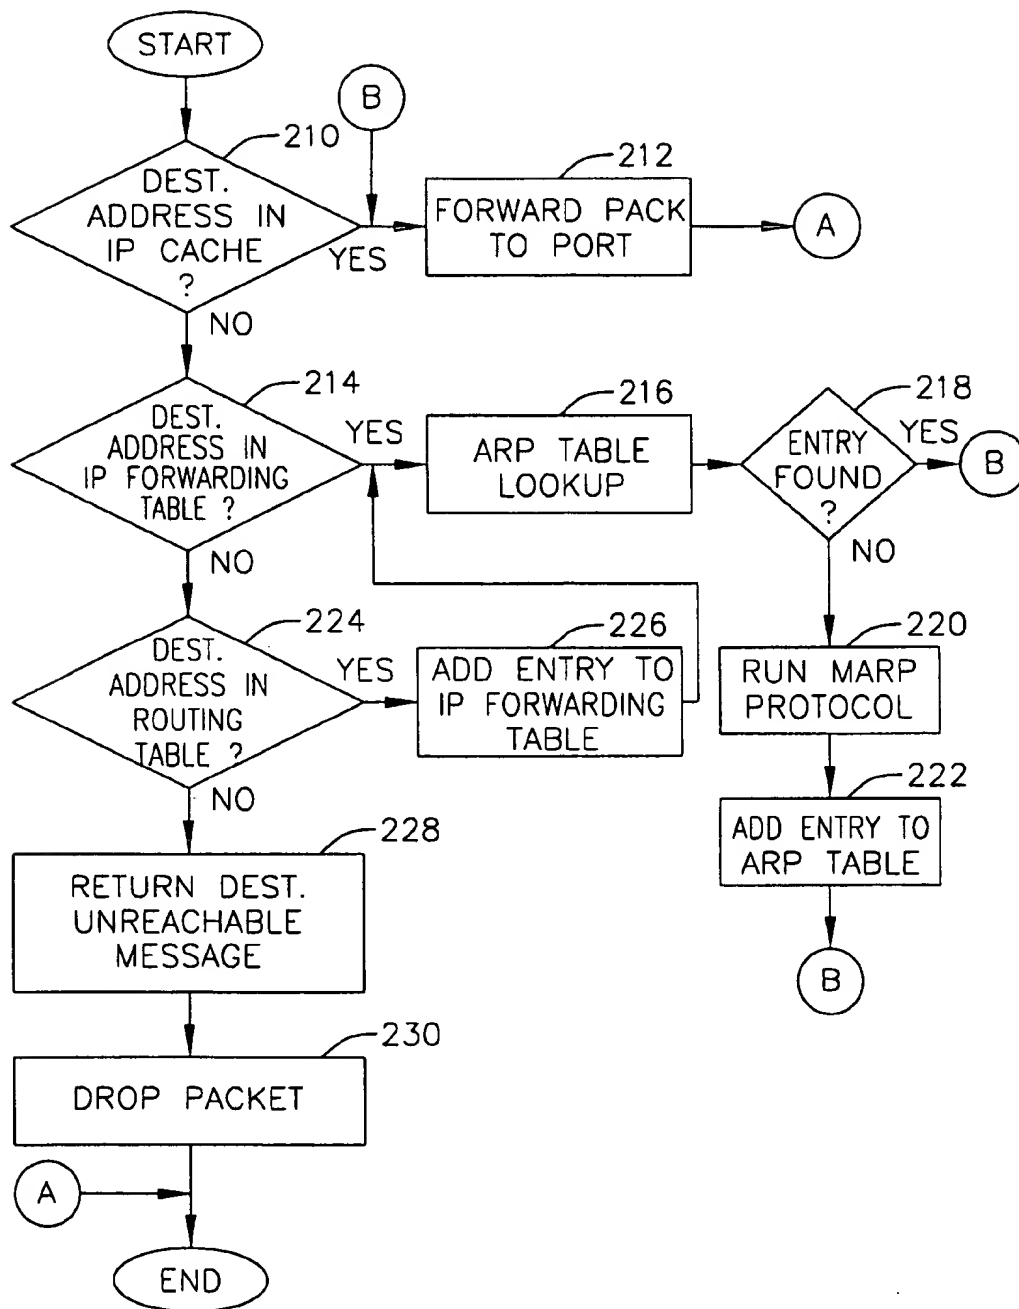 START
B
210
DEST.
ADDRESS IN
IP CACHE
?
YES
212
FORWARD PACK
TO PORT
A
NO
214
DEST.
ADDRESS IN
IP FORWARDING
TABLE ?
YES
216
ARP TABLE
LOOKUP
218
ENTRY
FOUND
?
YES
B
NO
NO
224
DEST.
ADDRESS IN
ROUTING
TABLE ?
YES
226
ADD ENTRY TO
IP FORWARDING
TABLE
220
RUN MARP
PROTOCOL
222
ADD ENTRY TO
ARP TABLE
B
NO
228
RETURN DEST.
UNREACHABLE
MESSAGE
230
DROP PACKET
A
END